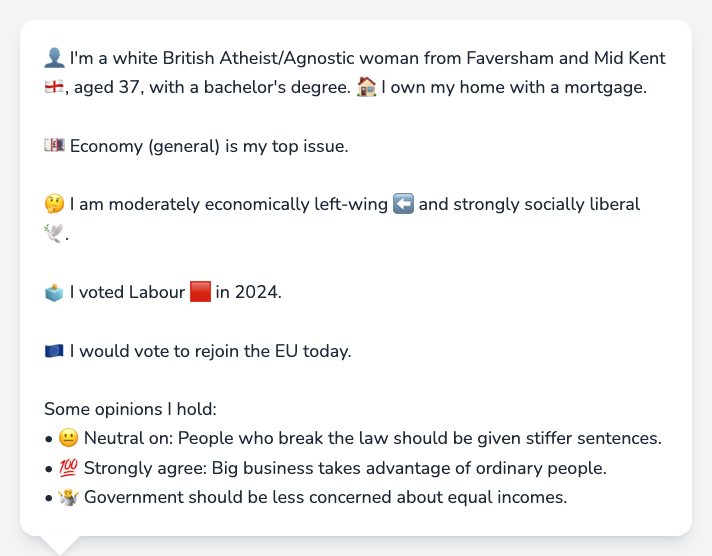 👤 I'm a white British Atheist/Agnostic woman from Faversham and Mid Kent
🏴󠁧󠁢󠁥󠁮󠁧󠁿, aged 37, with a bachelor's degree. 🏠 I own my home with a mortgage.
💷 Economy (general) is my top issue.
🤔 I am moderately economically left-wing ⬅️ and strongly socially liberal
🕊️.
🗳️ I voted Labour 🟥 in 2024.
🇪🇺 I would vote to rejoin the EU today.
Some opinions I hold:
• 😐 Neutral on: People who break the law should be given stiffer sentences.
• 💯 Strongly agree: Big business takes advantage of ordinary people.
• 🤷 Government should be less concerned about equal incomes.